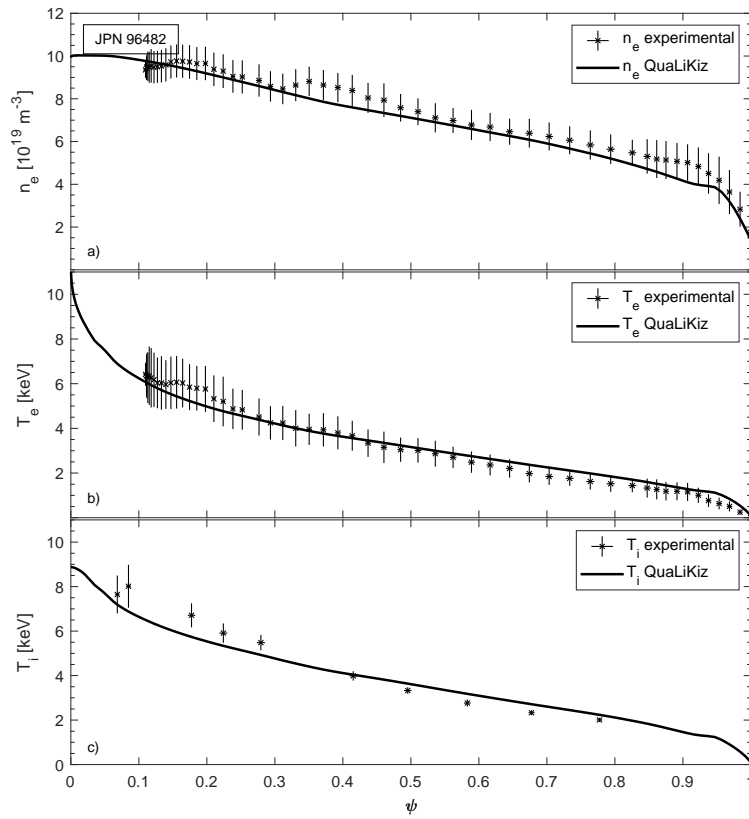 JPN 96482
n_e experimental
n_e QuaLiKiz
12
10
8
6
4
2
n_e [10^19 m^-3]
a)
T_e experimental
T_e QuaLiKiz
10
8
6
4
2
T_e [keV]
b)
T_i experimental
T_i QuaLiKiz
10
8
6
4
2
0
T_i [keV]
c)
0 0.1 0.2 0.3 0.4 0.5 0.6 0.7 0.8 0.9 1
ψ